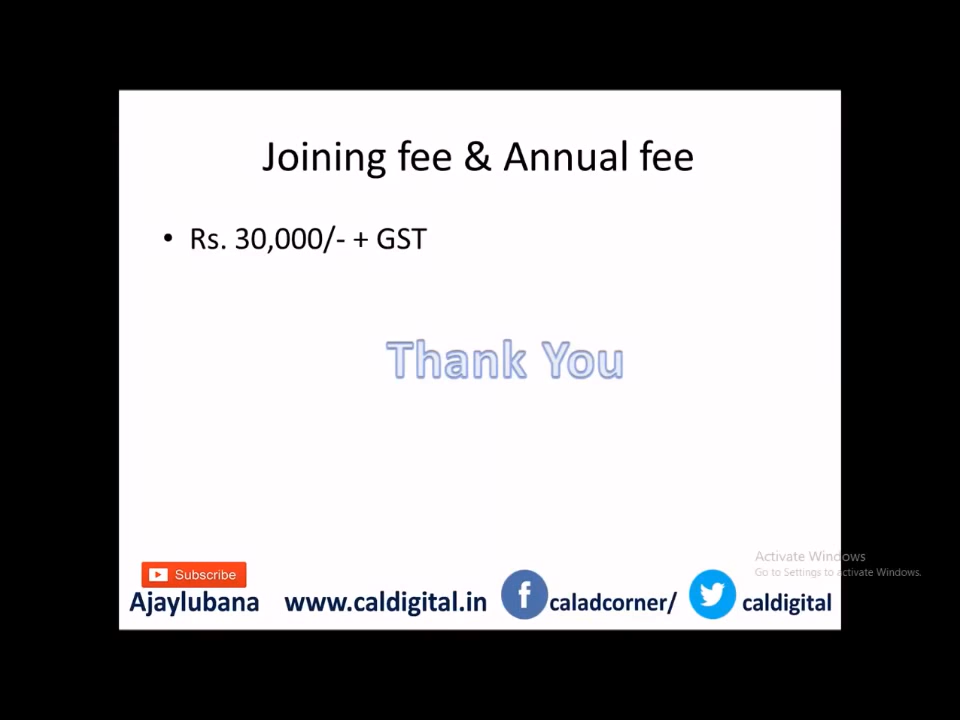 Joining fee & Annual fee
• Rs. 30,000/- + GST
Thank You
Activate Windows
Go to Settings to activate Windows.
Subscribe
Ajaylubana www.caldigital.in caladcorner/ caldigital